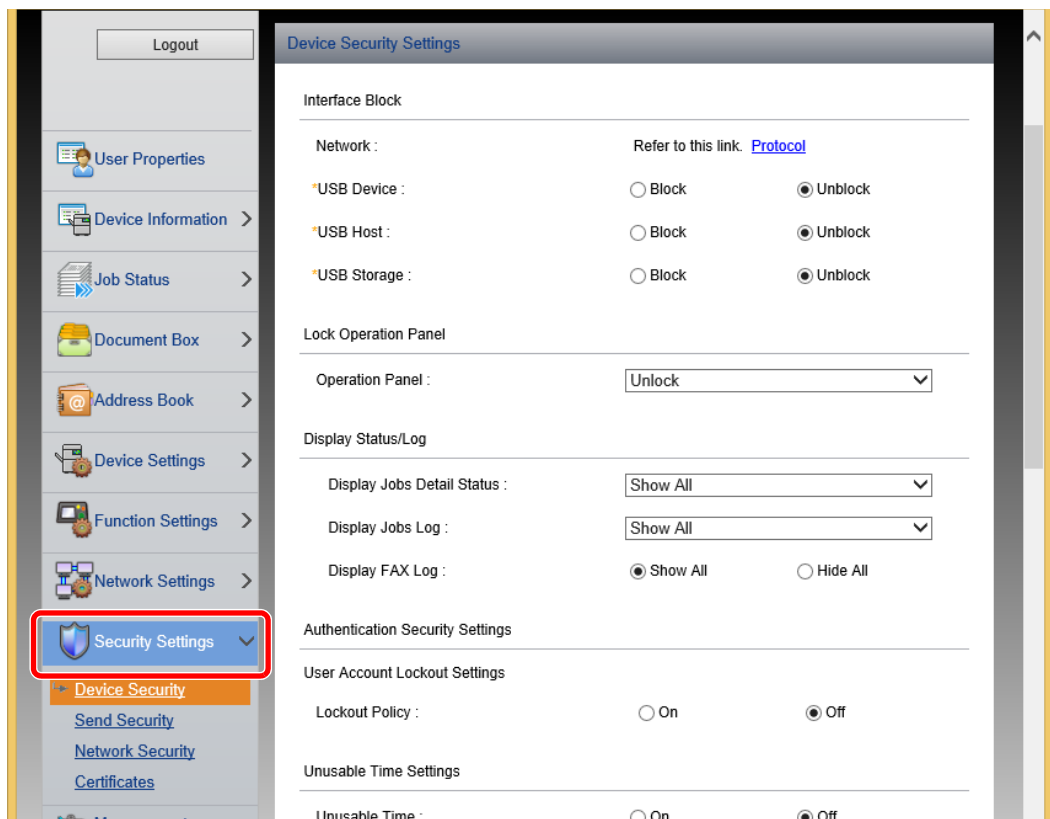 Logout
User Properties
Device Information
Job Status
Document Box
Address Book
Device Settings
Function Settings
Network Settings
Security Settings
Device Security
Send Security
Network Security
Certificates
Device Security Settings
Interface Block
Network : Refer to this link. Protocol
*USB Device : Block Unblock
*USB Host : Block Unblock
*USB Storage : Block Unblock
Lock Operation Panel
Operation Panel : Unlock
Display Status/Log
Display Jobs Detail Status : Show All
Display Jobs Log : Show All
Display FAX Log : Show All Hide All
Authentication Security Settings
User Account Lockout Settings
Lockout Policy : On Off
Unusable Time Settings
Unusable Time : On Off